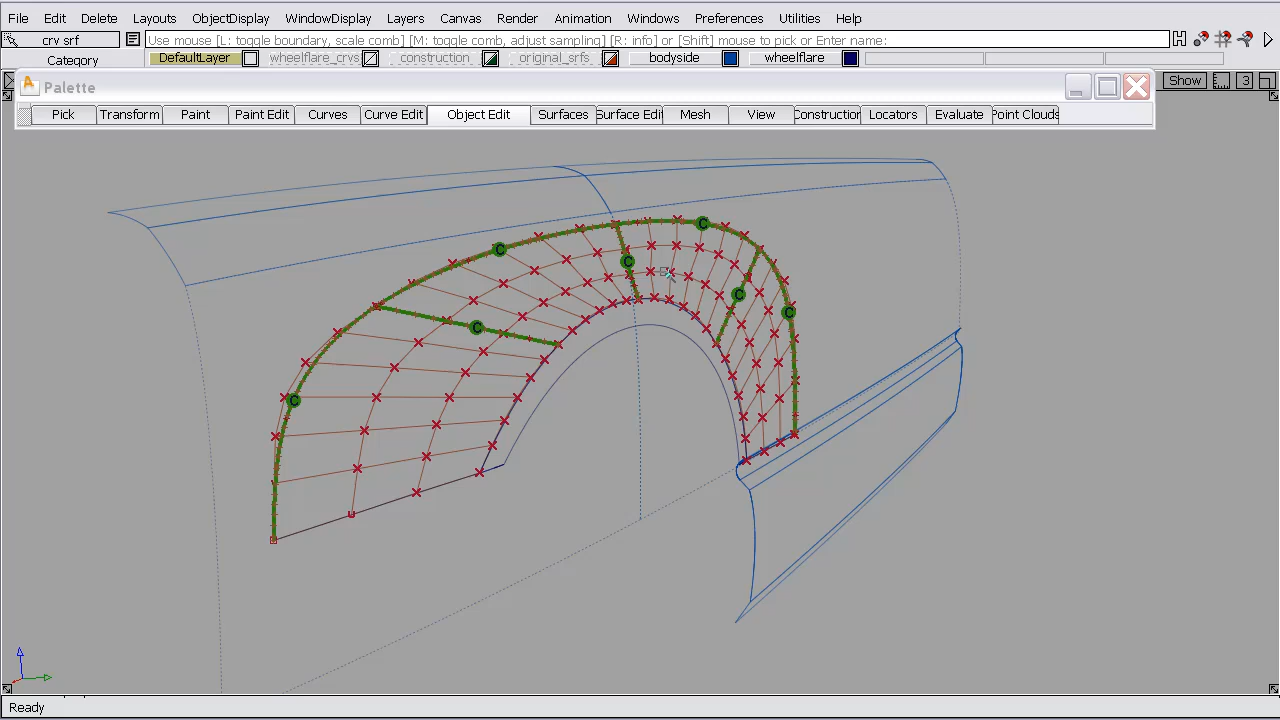 File Edit Delete Layouts ObjectDisplay WindowDisplay Layers Canvas Render Animation Windows Preferences Utilities Help
crv srf Use mouse [L: toggle boundary, scale comb] [M: toggle comb, adjust sampling] [R: info] or [Shift] mouse to pick or Enter name:
Category DefaultLayer wheelflare_crvs construction original_srfs bodyside wheelflare
Palette Show 3
Pick Transform Paint Paint Edit Curves Curve Edit Object Edit Surfaces Surface Edit Mesh View Construction Locators Evaluate Point Clouds
C
C
C
C
C
C
C
U
Ready